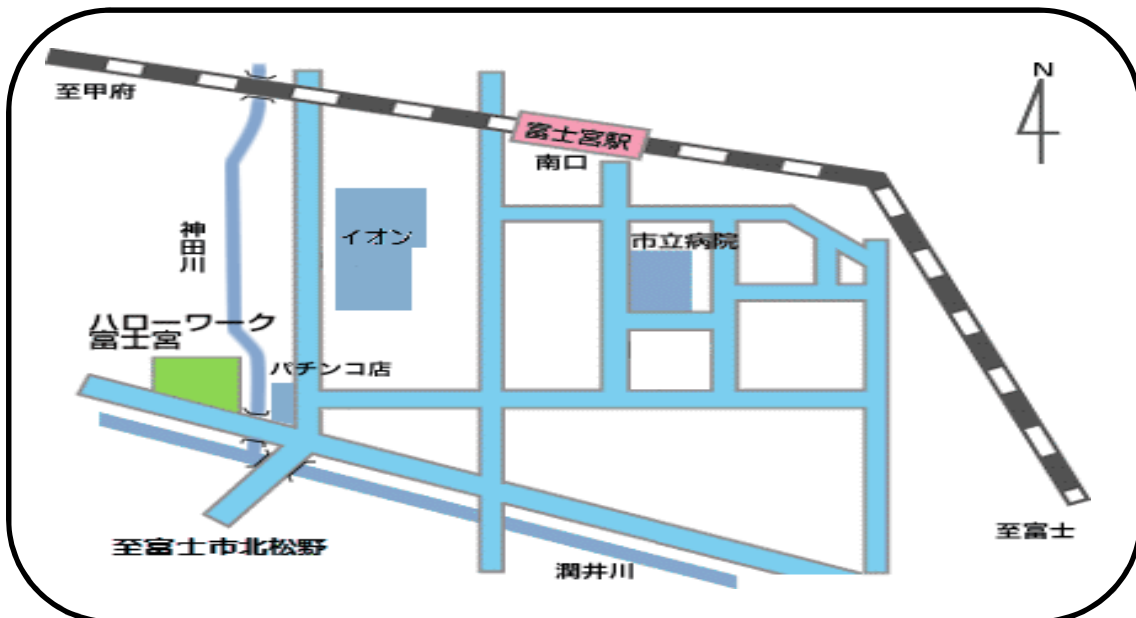 N
至甲府
富士宮駅
南口
神田川
イオン
市立病院
ハローワーク
富士宮
パチンコ店
至富士
至富士市北松野
潤井川